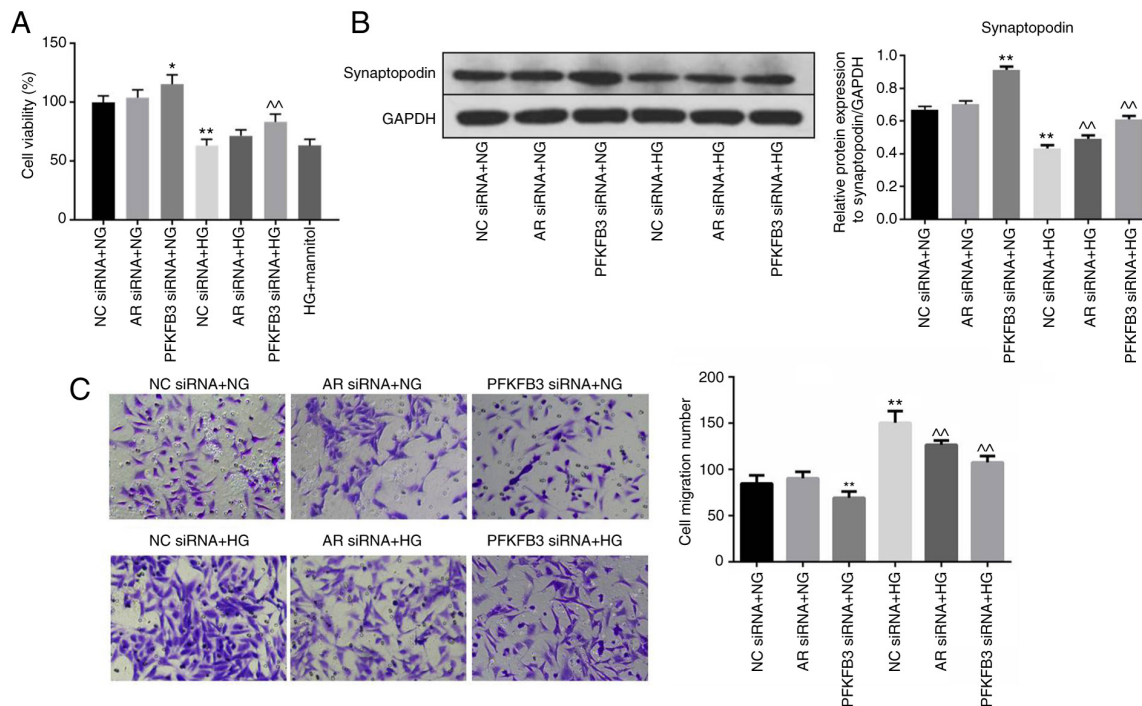 A
Cell viability (%)
150
100
50
0
*
**
^^
NC siRNA+NG
AR siRNA+NG
PFKFB3 siRNA+NG
NC siRNA+HG
AR siRNA+HG
PFKFB3 siRNA+HG
HG+mannitol
B
Synaptopodin
GAPDH
NC siRNA+NG
AR siRNA+NG
PFKFB3 siRNA+NG
NC siRNA+HG
AR siRNA+HG
PFKFB3 siRNA+HG
Synaptopodin
Relative protein expression
to synaptopodin/GAPDH
1.0
0.8
0.6
0.4
0.2
0.0
**
**
^^
^^
NC siRNA+NG
AR siRNA+NG
PFKFB3 siRNA+NG
NC siRNA+HG
AR siRNA+HG
PFKFB3 siRNA+HG
C
NC siRNA+NG
AR siRNA+NG
PFKFB3 siRNA+NG
NC siRNA+HG
AR siRNA+HG
PFKFB3 siRNA+HG
Cell migration number
200
150
100
50
0
**
**
^^
^^
NC siRNA+NG
AR siRNA+NG
PFKFB3 siRNA+NG
NC siRNA+HG
AR siRNA+HG
PFKFB3 siRNA+HG